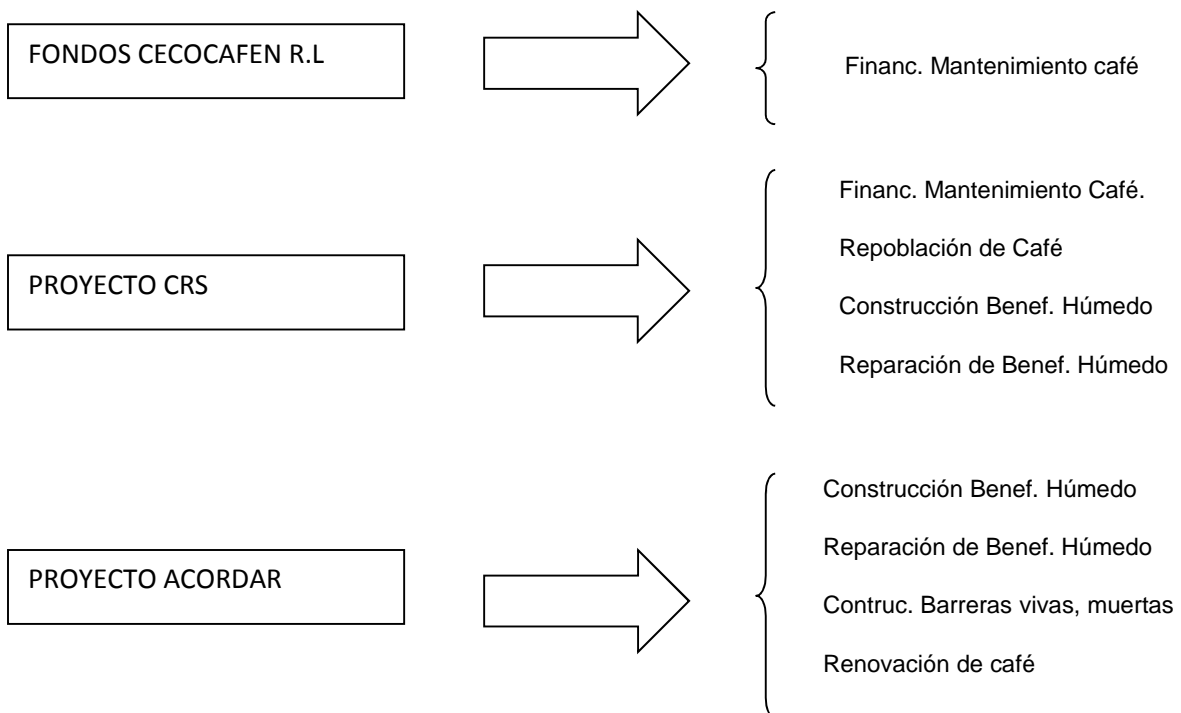 FONDOS CECOCAFEN R.L
Financ. Mantenimiento café
PROYECTO CRS
Financ. Mantenimiento Café.
Repoblación de Café
Construcción Benef. Húmedo
Reparación de Benef. Húmedo
PROYECTO ACORDAR
Construcción Benef. Húmedo
Reparación de Benef. Húmedo
Contruc. Barreras vivas, muertas
Renovación de café